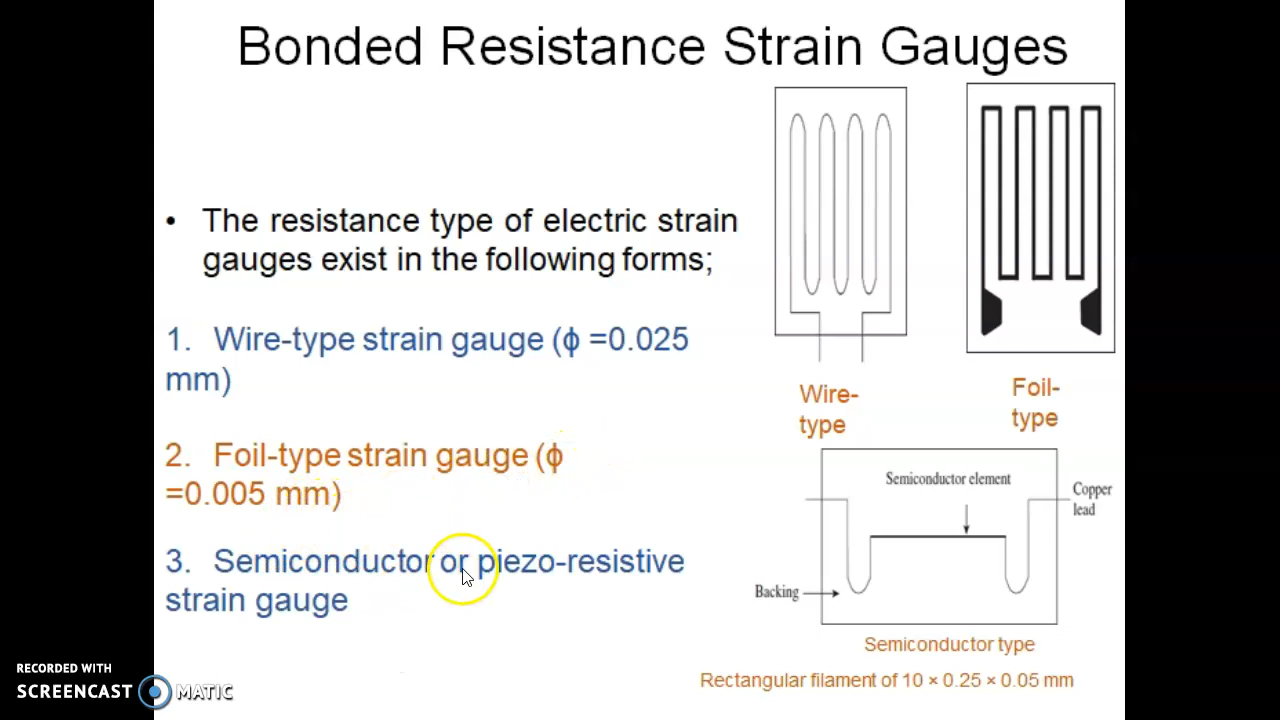 Bonded Resistance Strain Gauges
• The resistance type of electric strain
gauges exist in the following forms;
1. Wire-type strain gauge (ϕ =0.025
mm)
2. Foil-type strain gauge (ϕ
=0.005 mm)
3. Semiconductor or piezo-resistive
strain gauge
Wire-
type
Foil-
type
Semiconductor element
Copper
lead
Backing
Semiconductor type
Rectangular filament of 10 × 0.25 × 0.05 mm
RECORDED WITH
SCREENCAST MATIC